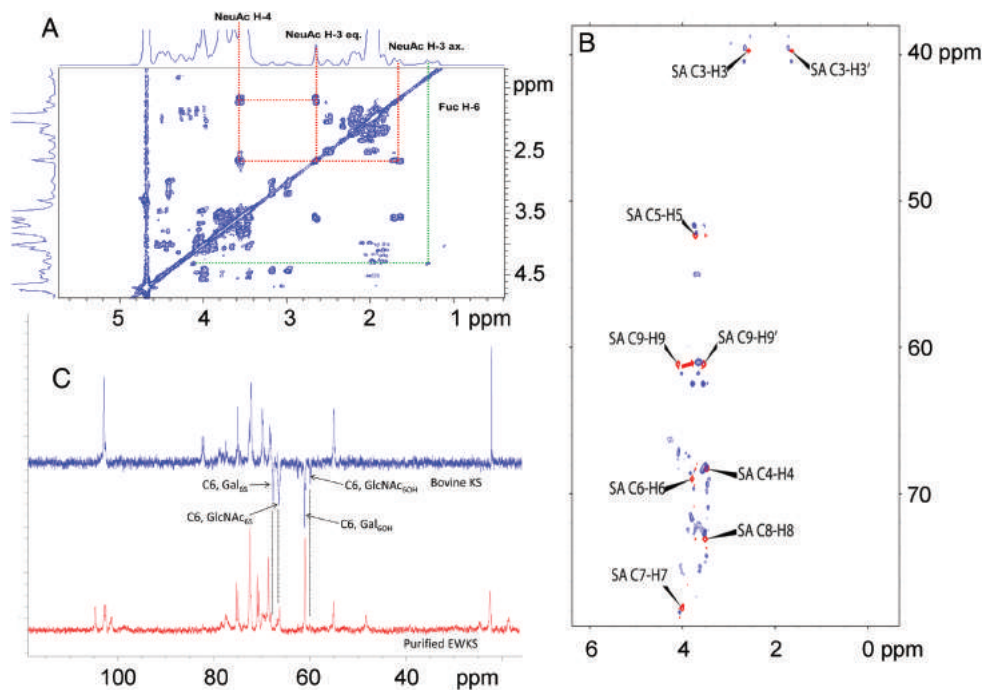 A
NeuAc H-4
NeuAc H-3 eq.
NeuAc H-3 ax.
ppm
Fuc H-6
2.5
3.5
4.5
5 4 3 2 1 ppm
B
40 ppm
SA C3-H3
SA C3-H3′
50
SA C5-H5
60
SA C9-H9
SA C9-H9′
SA C6-H6
SA C4-H4
70
SA C8-H8
SA C7-H7
6 4 2 0 ppm
C
Bovine KS
C6, Gal6S
C6, GlcNAc6OH
C6, GlcNAc6S
C6, Gal6OH
Purified EWKS
100 80 60 40 ppm